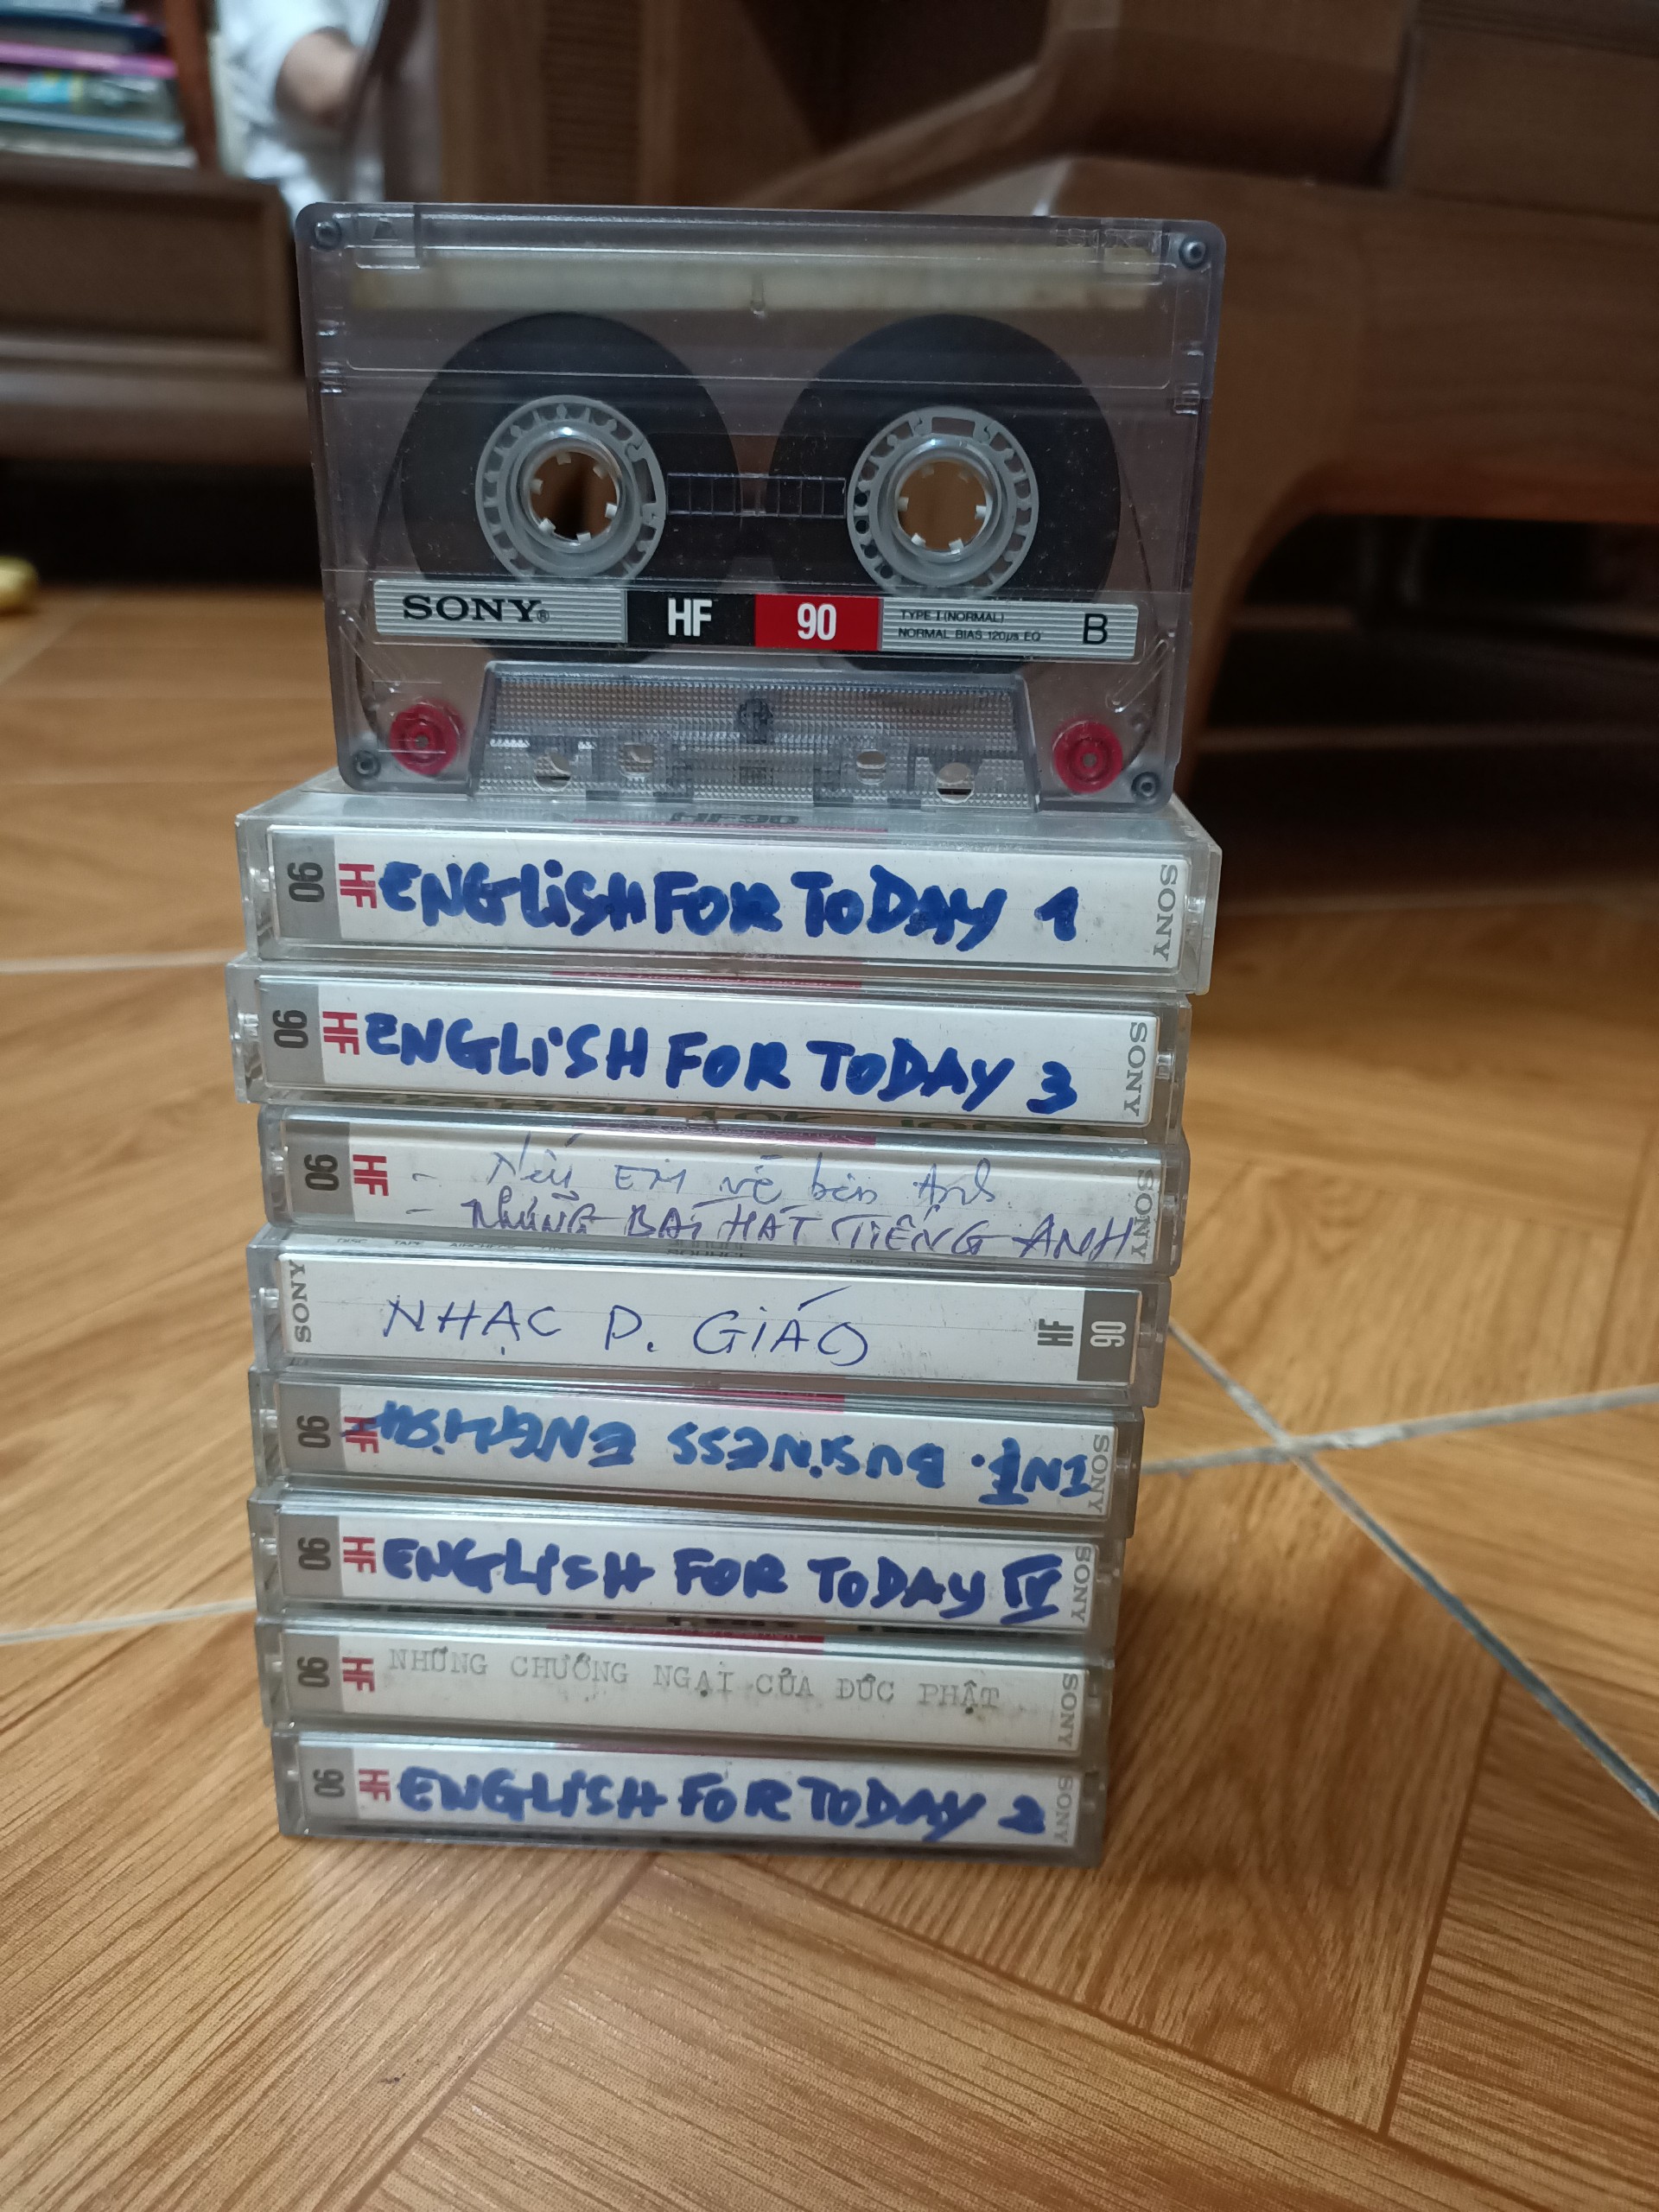 SONY® HF 90 TYPE I (NORMAL) NORMAL BIAS 120µs EQ B
HF90
90 HF ENGLiSH FOR TODAY 1 SONY
90 HF ENGLiSH FOR TODAY 3 SONY
90 HF - Nếu EM về bên Anh SONY
- NHỮNG BÀI HÁT TIẾNG ANH
SONY NHẠC P. GIÁO HF 90
90 HF INT. BUSINESS ENGLISH SONY
90 HF ENGLISH FOR TODAY IV SONY
90 HF NHỮNG CHƯỚNG NGẠI CỦA ĐỨC PHẬT SONY
90 HF ENGLISH FOR TODAY 2 SONY